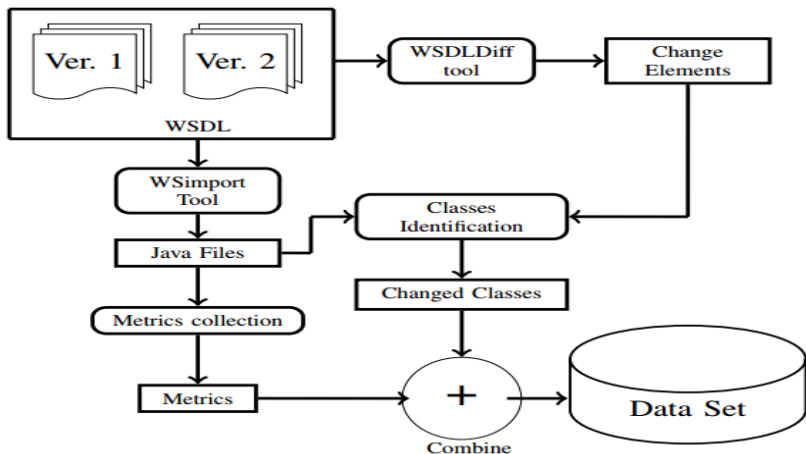 Ver. 1
Ver. 2
WSDL
WSDLDiff
tool
Change
Elements
WSimport
Tool
Classes
Identification
Java Files
Changed Classes
Metrics collection
Metrics
+
Combine
Data Set